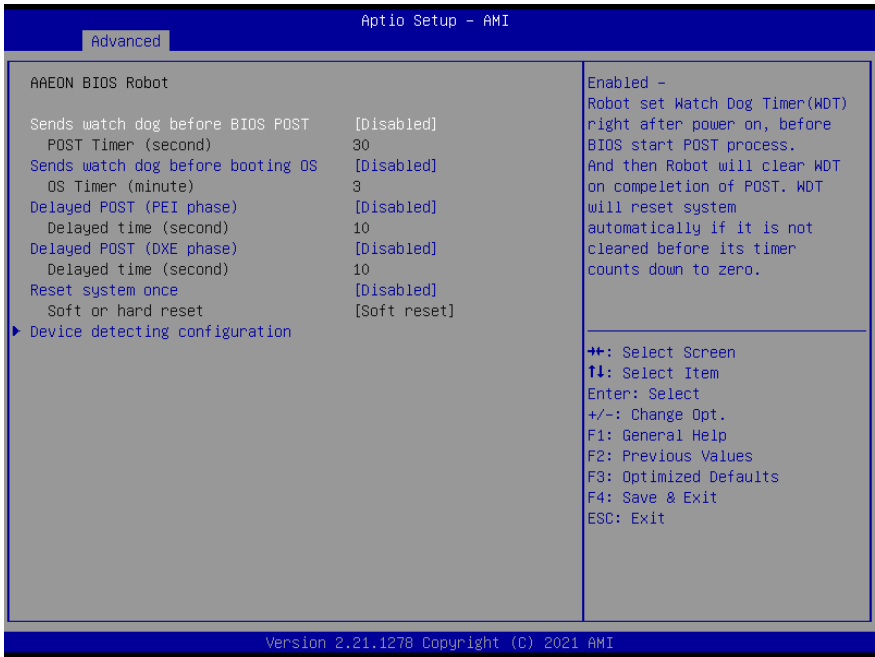 Aptio Setup – AMI
Advanced
AAEON BIOS Robot
Sends watch dog before BIOS POST [Disabled]
POST Timer (second) 30
Sends watch dog before booting OS [Disabled]
OS Timer (minute) 3
Delayed POST (PEI phase) [Disabled]
Delayed time (second) 10
Delayed POST (DXE phase) [Disabled]
Delayed time (second) 10
Reset system once [Disabled]
Soft or hard reset [Soft reset]
Device detecting configuration
Enabled –
Robot set Watch Dog Timer(WDT)
right after power on, before
BIOS start POST process.
And then Robot will clear WDT
on compeletion of POST. WDT
will reset system
automatically if it is not
cleared before its timer
counts down to zero.
→←: Select Screen
↑↓: Select Item
Enter: Select
+/-: Change Opt.
F1: General Help
F2: Previous Values
F3: Optimized Defaults
F4: Save & Exit
ESC: Exit
Version 2.21.1278 Copyright (C) 2021 AMI